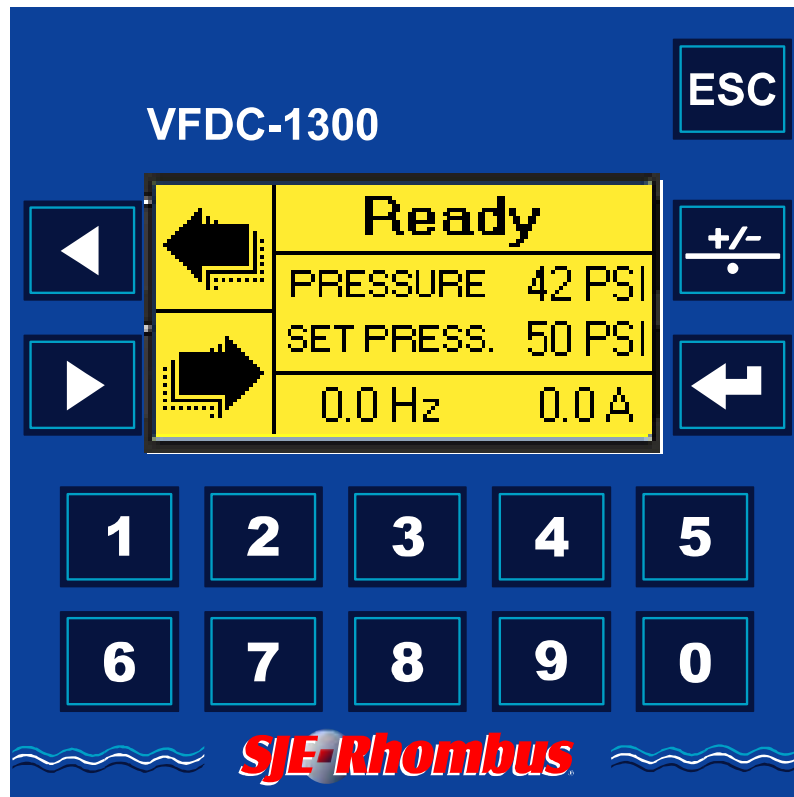 ESC
VFDC-1300
Ready
+/-
PRESSURE 42 PSI
SET PRESS. 50 PSI
0.0 Hz 0.0 A
1 2 3 4 5
6 7 8 9 0
SJE-Rhombus